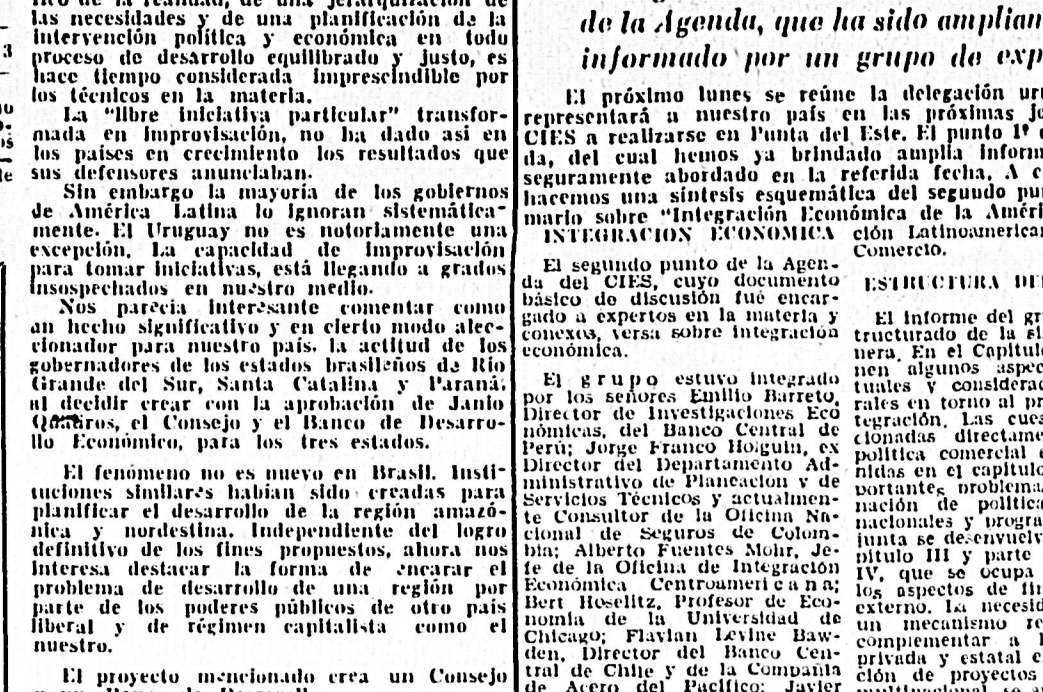 las necesidades y de una planificación de la
intervención política y económica en todo
proceso de desarrollo equilibrado y justo, es
hace tiempo considerada imprescindible por
los técnicos en la materia.
La "libre iniciativa particular" transfor-
mada en improvisación, no ha dado asi en
los países en crecimiento los resultados que
sus defensores anunciaban.
Sin embargo la mayoría de los gobiernos
de América Latina lo ignoran sistemática-
mente. El Uruguay no es notoriamente una
excepción. La capacidad de improvisación
para tomar iniciativas, está llegando a grados
insospechados en nuestro medio.
Nos parecía interesante comentar como
un hecho significativo y en cierto modo alec-
cionador para nuestro país, la actitud de los
gobernadores de los estados brasileños de Río
Grande del Sur, Santa Catalina y Paraná,
al decidir crear con la aprobación de Janio
Quadros, el Consejo y el Banco de Desarro-
llo Económico, para los tres estados.
El fenómeno no es nuevo en Brasil. Insti-
tuciones similares habían sido creadas para
planificar el desarrollo de la región amazó-
nica y nordestina. Independiente del logro
definitivo de los fines propuestos, ahora nos
interesa destacar la forma de encarar el
problema de desarrollo de una región por
parte de los poderes públicos de otro país
liberal y de régimen capitalista como el
nuestro.
El proyecto mencionado crea un Consejo
de la Agenda, que ha sido amplian
informado por un grupo de exp
El próximo lunes se reúne la delegación uru
representará a nuestro país en las próximas jo
CIES a realizarse en Punta del Este. El punto 1º d
da, del cual hemos ya brindado amplia inform
seguramente abordado en la referida fecha. A c
hacemos una síntesis esquemática del segundo pun
mario sobre "Integración Económica de la Améri
INTEGRACION ECONOMICA
El segundo punto de la Agen-
da del CIES, cuyo documento
básico de discusión fué encar-
gado a expertos en la materia y
conexos, versa sobre integración
económica.
El grupo estuvo integrado
por los señores Emilio Barreto,
Director de Investigaciones Eco
nómicas, del Banco Central de
Perú; Jorge Franco Holguin, ex
Director del Departamento Ad-
ministrativo de Planeación y de
Servicios Técnicos y actualmen-
te Consultor de la Oficina Na-
cional de Seguros de Colom-
bia; Alberto Fuentes Mohr, Je-
fe de la Oficina de Integración
Económica Centroamericana;
Bert Hoselitz, Profesor de Eco-
nomía de la Universidad de
Chicago; Flavian Levine Baw-
den, Director del Banco Cen-
tral de Chile y de la Compañía
de Acero del Pacífico; Javier
ción Latinoamerican
Comercio.
ESTRUCTURA DE
El informe del gr
tructurado de la si
nera. En el Capítulo
nen algunos aspec
tuales y considerac
rales en torno al pr
tegración. Las cues
cionadas directame
política comercial e
nidas en el capítulo
portantes problemas
nación de política
nacionales y progra
junta se desenvuelv
pítulo III y parte
IV, que se ocupa
los aspectos de fin
externo. La necesid
un mecanismo re
complementar a l
privada y estatal e
ción de proyectos